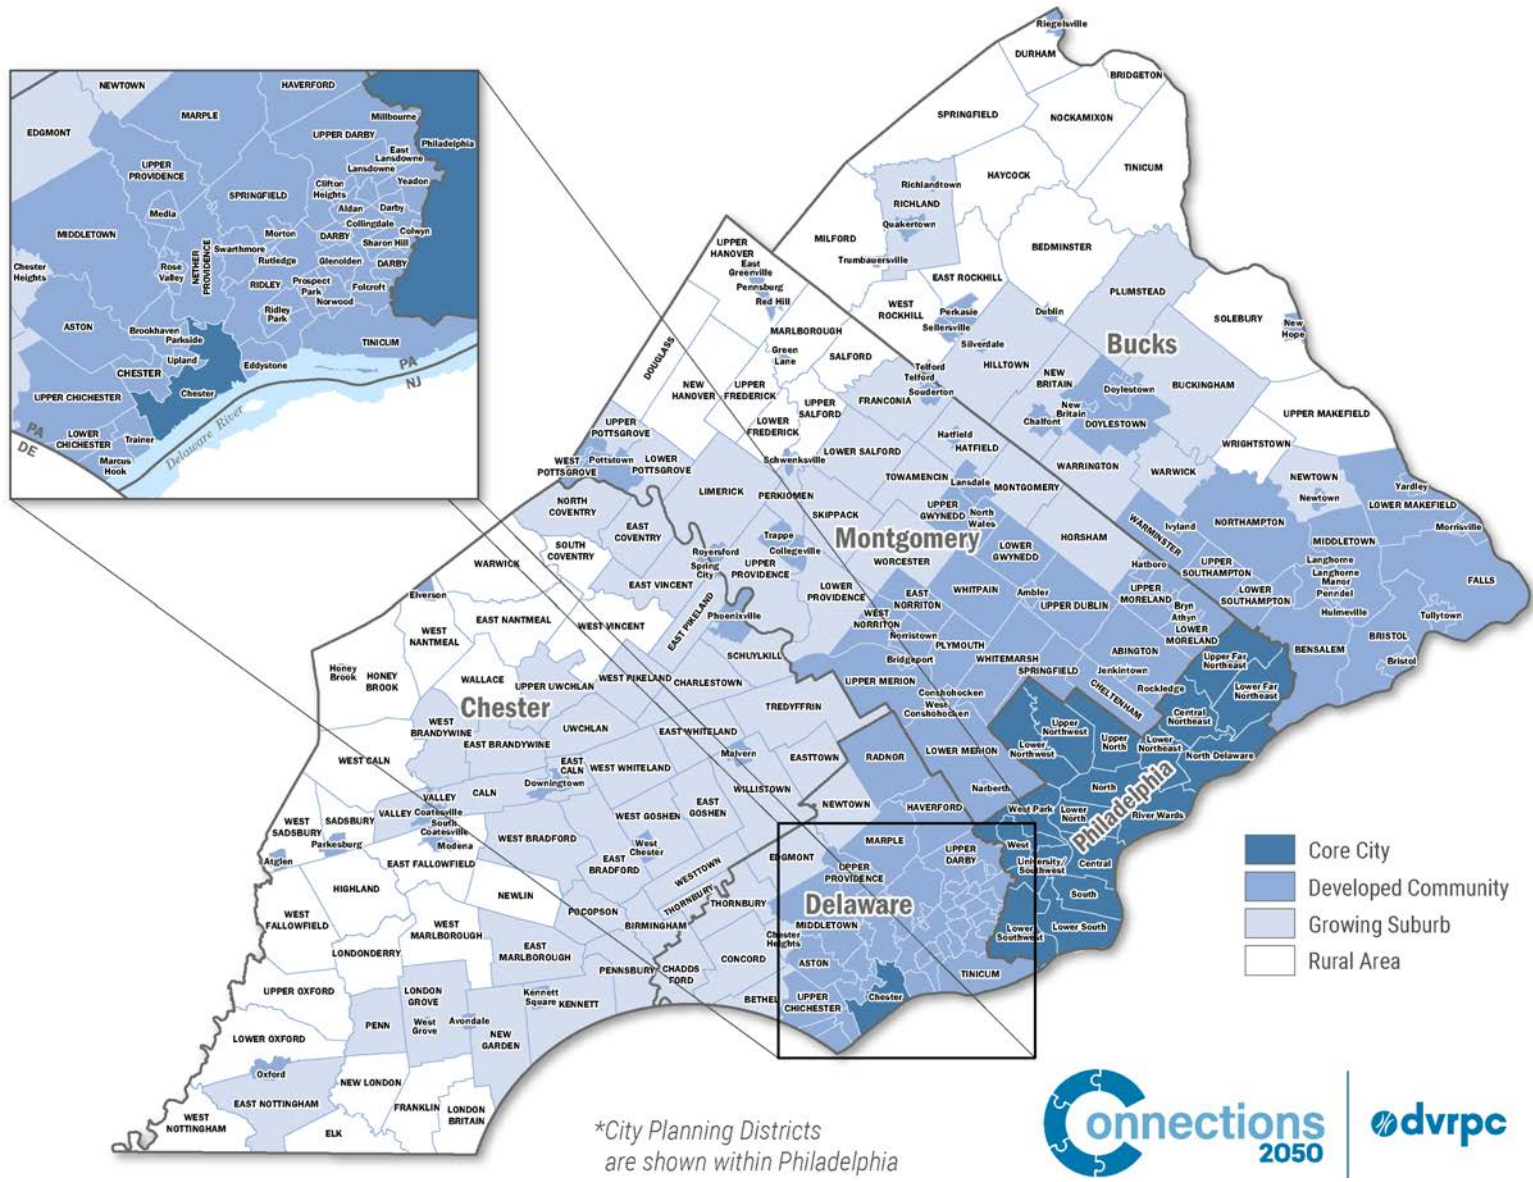 NEWTOWN
HAVERFORD
MARPLE
Millbourne
EDGMONT
UPPER DARBY
Philadelphia
East
Lansdowne
Lansdowne
UPPER
PROVIDENCE
Yeadon
Clifton
Heights
SPRINGFIELD
Aldan
Darby
Media
Collingdale
Colwyn
MIDDLETOWN
Morton
DARBY
Sharon Hill
Swarthmore
NETHER
PROVIDENCE
Chester
Heights
Rose
Valley
Rutledge
Glenolden
DARBY
RIDLEY
Prospect
Park
Folcroft
Norwood
Ridley
Park
ASTON
Brookhaven
Parkside
TINICUM
Upland
Eddystone
CHESTER
PA
NJ
UPPER CHICHESTER
Chester
LOWER
CHICHESTER
Trainer
Delaware River
PA
DE
Marcus
Hook
Riegelsville
DURHAM
BRIDGETON
SPRINGFIELD
NOCKAMIXON
TINICUM
HAYCOCK
Richlandtown
RICHLAND
Quakertown
MILFORD
Trumbauersville
BEDMINSTER
EAST ROCKHILL
PLUMSTEAD
WEST
ROCKHILL
Perkasie
Sellersville
Dublin
SOLEBURY
New
Hope
Bucks
Silverdale
HILLTOWN
Telford
Telford
Souderton
NEW
BRITAIN
Doylestown
BUCKINGHAM
New
Britain
Chalfont
DOYLESTOWN
UPPER MAKEFIELD
WRIGHTSTOWN
WARRINGTON
WARWICK
NEWTOWN
Newtown
Yardley
LOWER MAKEFIELD
Morrisville
WARMINSTER
Ivyland
NORTHAMPTON
MIDDLETOWN
UPPER
SOUTHAMPTON
Langhorne
Langhorne
Manor
Penndel
FALLS
LOWER
SOUTHAMPTON
Hulmeville
Tullytown
BRISTOL
BENSALEM
Bristol
UPPER
HANOVER
East
Greenville
Pennsburg
Red Hill
MARLBOROUGH
DOUGLASS
Green
Lane
SALFORD
NEW
HANOVER
UPPER
FREDERICK
UPPER
SALFORD
FRANCONIA
LOWER
FREDERICK
UPPER
POTTSGROVE
Hatfield
HATFIELD
Schwenksville
LOWER SALFORD
WEST
POTTSGROVE
Pottstown
LOWER
POTTSGROVE
TOWAMENCIN
Lansdale
MONTGOMERY
LIMERICK
PERKIOMEN
SKIPPACK
UPPER
GWYNEDD
North
Wales
Montgomery
HORSHAM
Trappe
Collegeville
LOWER
GWYNEDD
WORCESTER
Hatboro
Royersford
UPPER
PROVIDENCE
LOWER
PROVIDENCE
WHITPAIN
Ambler
UPPER DUBLIN
UPPER
MORELAND
Bryn
Athyn
EAST
NORRITON
WEST
NORRITON
LOWER
MORELAND
Norristown
PLYMOUTH
ABINGTON
Bridgeport
WHITEMARSH
SPRINGFIELD
Jenkintown
UPPER MERION
CHELTENHAM
Rockledge
Conshohocken
West
Conshohocken
LOWER MERION
Narberth
NORTH
COVENTRY
EAST
COVENTRY
SOUTH
COVENTRY
WARWICK
Spring
City
EAST VINCENT
Elverson
EAST PIKELAND
Phoenixville
EAST NANTMEAL
WEST VINCENT
WEST
NANTMEAL
SCHUYLKILL
Honey
Brook
HONEY
BROOK
WALLACE
UPPER UWCHLAN
WEST PIKELAND
CHARLESTOWN
Chester
TREDYFFRIN
WEST
BRANDYWINE
UWCHLAN
EAST WHITELAND
EAST BRANDYWINE
Malvern
EASTTOWN
WEST CALN
EAST
CALN
WEST WHITELAND
Downingtown
WILLISTOWN
VALLEY
CALN
VALLEY
Coatesville
South
Coatesville
WEST GOSHEN
EAST
GOSHEN
WEST
SADSBURY
SADSBURY
Parkesburg
Modena
WEST BRADFORD
West
Chester
Atglen
EAST FALLOWFIELD
EAST
BRADFORD
WESTTOWN
HIGHLAND
NEWLIN
THORNBURY
WEST
FALLOWFIELD
POCOPSON
WEST
MARLBOROUGH
BIRMINGHAM
LONDONDERRY
EAST
MARLBOROUGH
PENNSBURY
UPPER OXFORD
LONDON
GROVE
Kennett
Square
KENNETT
PENN
West
Grove
Avondale
NEW
GARDEN
LOWER OXFORD
Oxford
NEW LONDON
EAST NOTTINGHAM
FRANKLIN
LONDON
BRITAIN
WEST
NOTTINGHAM
ELK
RADNOR
NEWTOWN
HAVERFORD
MARPLE
EDGMONT
UPPER
PROVIDENCE
UPPER
DARBY
THORNBURY
Delaware
MIDDLETOWN
Chester
Heights
CONCORD
ASTON
CHADDS
FORD
TINICUM
BETHEL
UPPER
CHICHESTER
Chester
Upper Far
Northeast
Lower Far
Northeast
Central
Northeast
Upper
Northwest
Upper
North
Lower
Northeast
Lower
Northwest
North Delaware
Philadelphia
North
West Park
Lower
North
River Wards
West
University/
Southwest
Central
South
Lower
Southwest
Lower South
Core City
Developed Community
Growing Suburb
Rural Area
*City Planning Districts
are shown within Philadelphia
Connections
2050
dvrpc